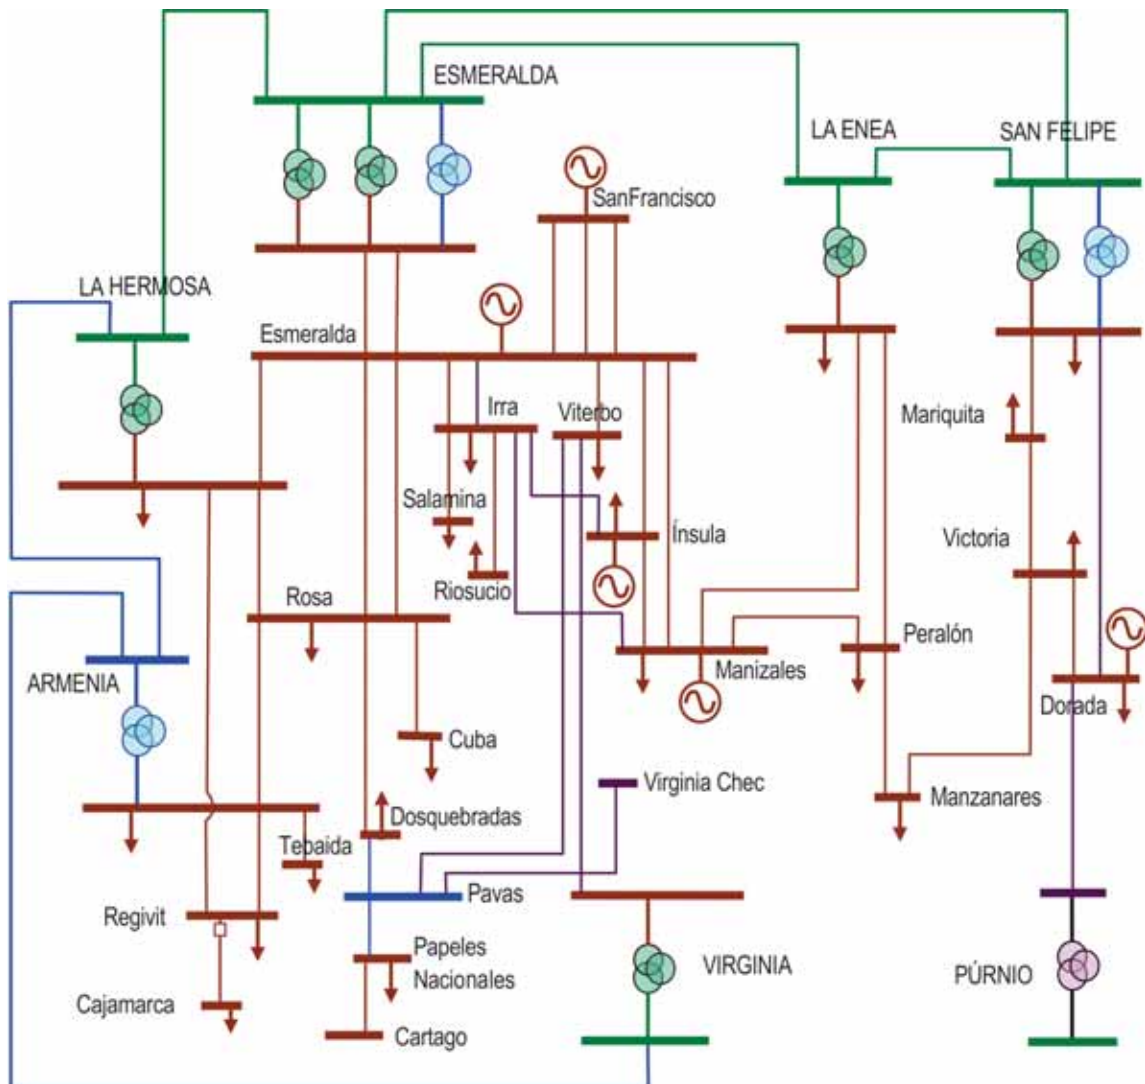 ESMERALDA
LA ENEA
SAN FELIPE
SanFrancisco
LA HERMOSA
Esmeralda
Irra
Viterbo
Mariquita
Salamina
Ínsula
Victoria
Riosucio
Rosa
Peralón
Manizales
ARMENIA
Dorada
Cuba
Virginia Chec
Manzanares
Dosquebradas
Tebaida
Pavas
Regivit
Papeles
Nacionales
VIRGINIA
PÚRNIO
Cajamarca
Cartago